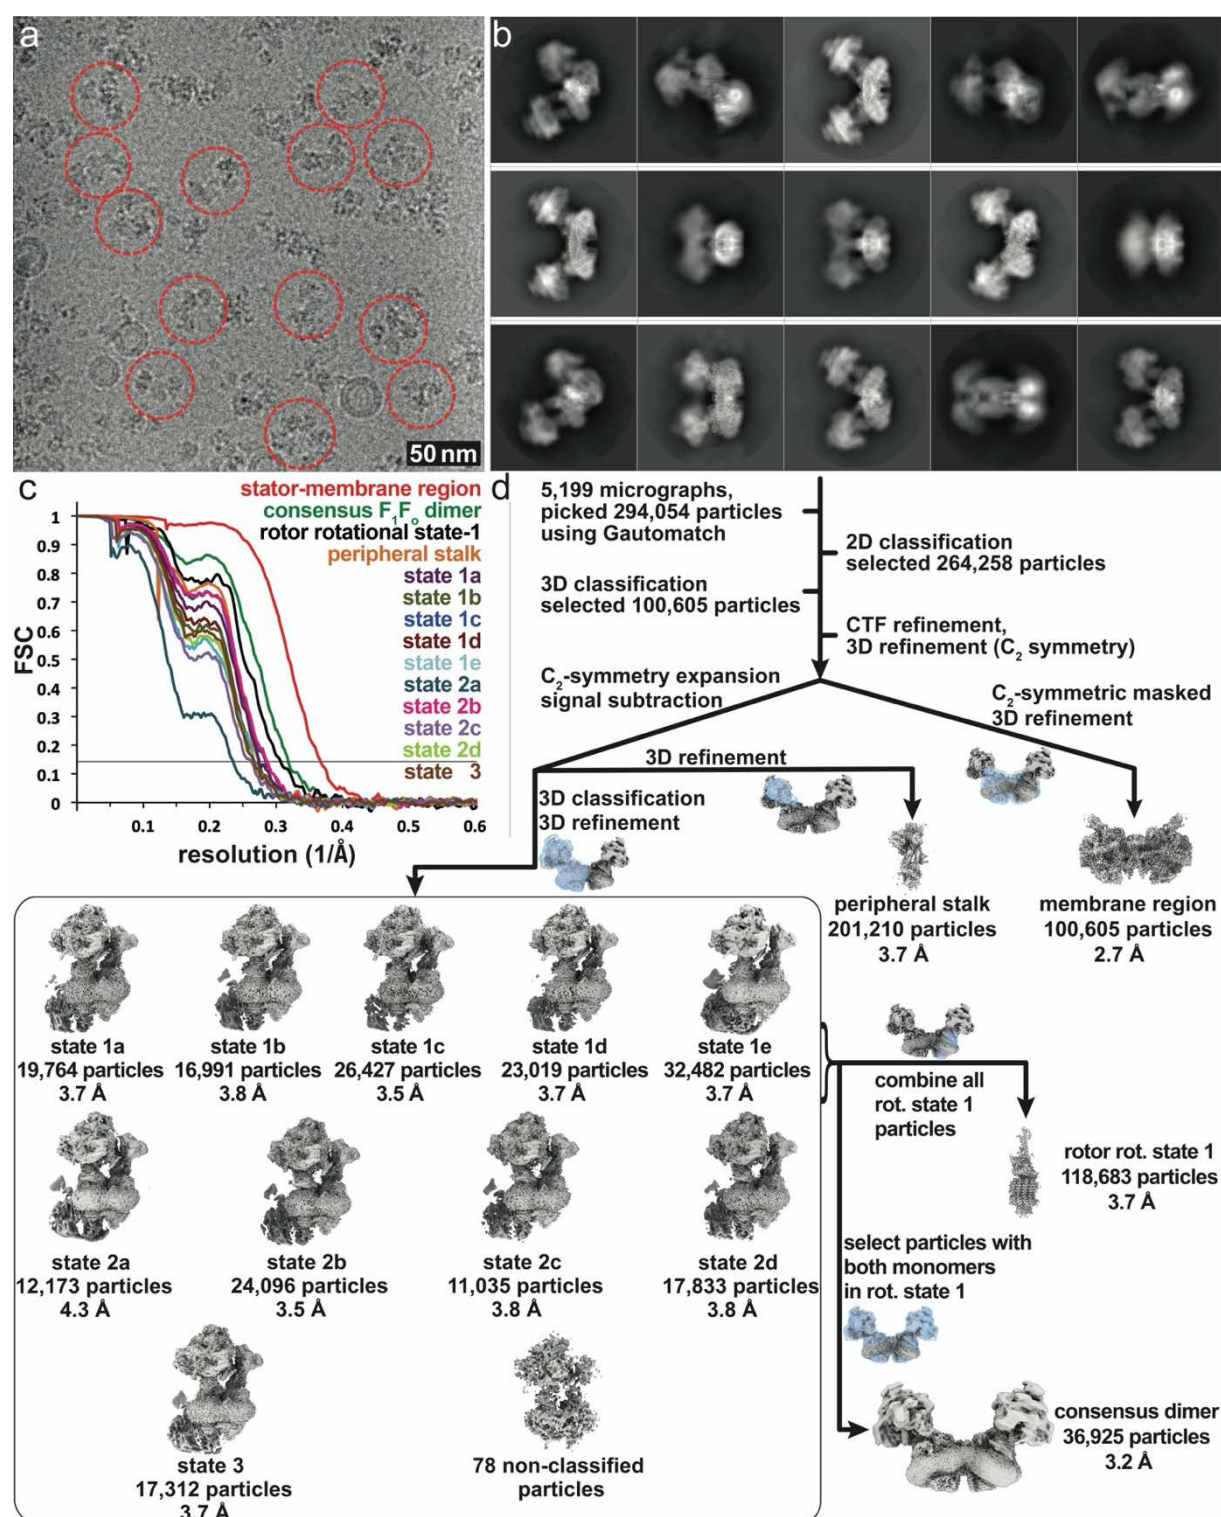 a
50 nm
b
c
stator-membrane region
consensus F₁Fₒ dimer
rotor rotational state-1
peripheral stalk
state 1a
state 1b
state 1c
state 1d
state 1e
state 2a
state 2b
state 2c
state 2d
state 3
1
0.9
0.8
0.7
0.6
0.5
0.4
0.3
0.2
0.1
0
FSC
0.1 0.2 0.3 0.4 0.5 0.6
resolution (1/Å)
d
5,199 micrographs,
picked 294,054 particles
using Gautomatch
2D classification
selected 264,258 particles
3D classification
selected 100,605 particles
CTF refinement,
3D refinement (C₂ symmetry)
C₂-symmetry expansion
signal subtraction
C₂-symmetric masked
3D refinement
3D refinement
3D classification
3D refinement
peripheral stalk
201,210 particles
3.7 Å
membrane region
100,605 particles
2.7 Å
state 1a
19,764 particles
3.7 Å
state 1b
16,991 particles
3.8 Å
state 1c
26,427 particles
3.5 Å
state 1d
23,019 particles
3.7 Å
state 1e
32,482 particles
3.7 Å
combine all
rot. state 1
particles
rotor rot. state 1
118,683 particles
3.7 Å
state 2a
12,173 particles
4.3 Å
state 2b
24,096 particles
3.5 Å
state 2c
11,035 particles
3.8 Å
state 2d
17,833 particles
3.8 Å
select particles with
both monomers
in rot. state 1
consensus dimer
36,925 particles
3.2 Å
state 3
17,312 particles
3.7 Å
78 non-classified
particles